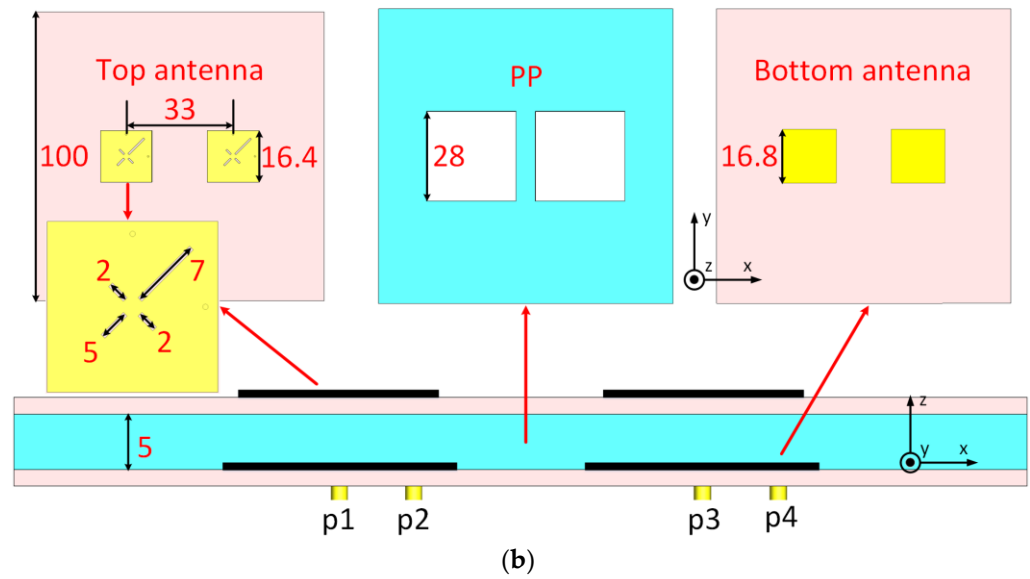 Top antenna
33
100
16.4
2
7
5
2
PP
28
Bottom antenna
16.8
y
z
x
5
z
y
x
p1
p2
p3
p4
(b)